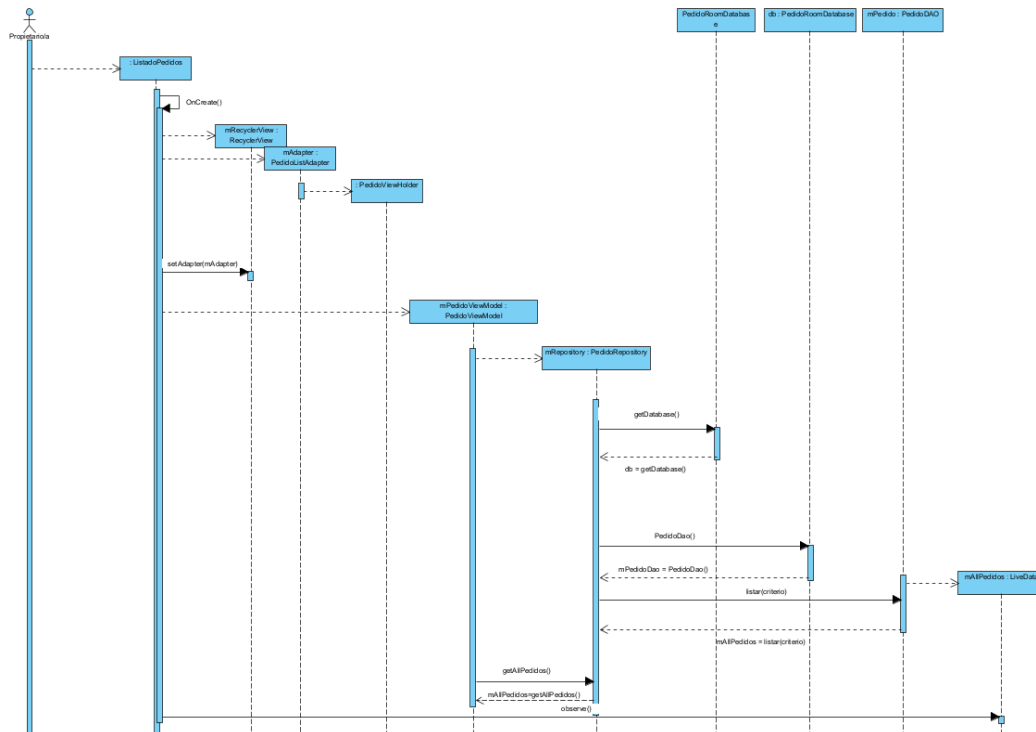 PedidoRoomDatabas
e
db : PedidoRoomDatabase
mPedido : PedidoDAO
Propietario/a
: ListadoPedidos
OnCreate()
mRecyclerView :
RecyclerView
mAdapter :
PedidoListAdapter
: PedidoViewHolder
setAdapter(mAdapter)
mPedidoViewModel :
PedidoViewModel
mRepository : PedidoRepository
getDatabase()
db = getDatabase()
PedidoDao()
mPedidoDao = PedidoDao()
mAllPedidos : LiveData
listar(criterio)
mAllPedidos = listar(criterio)
getAllPedidos()
mAllPedidos=getAllPedidos()
observe()